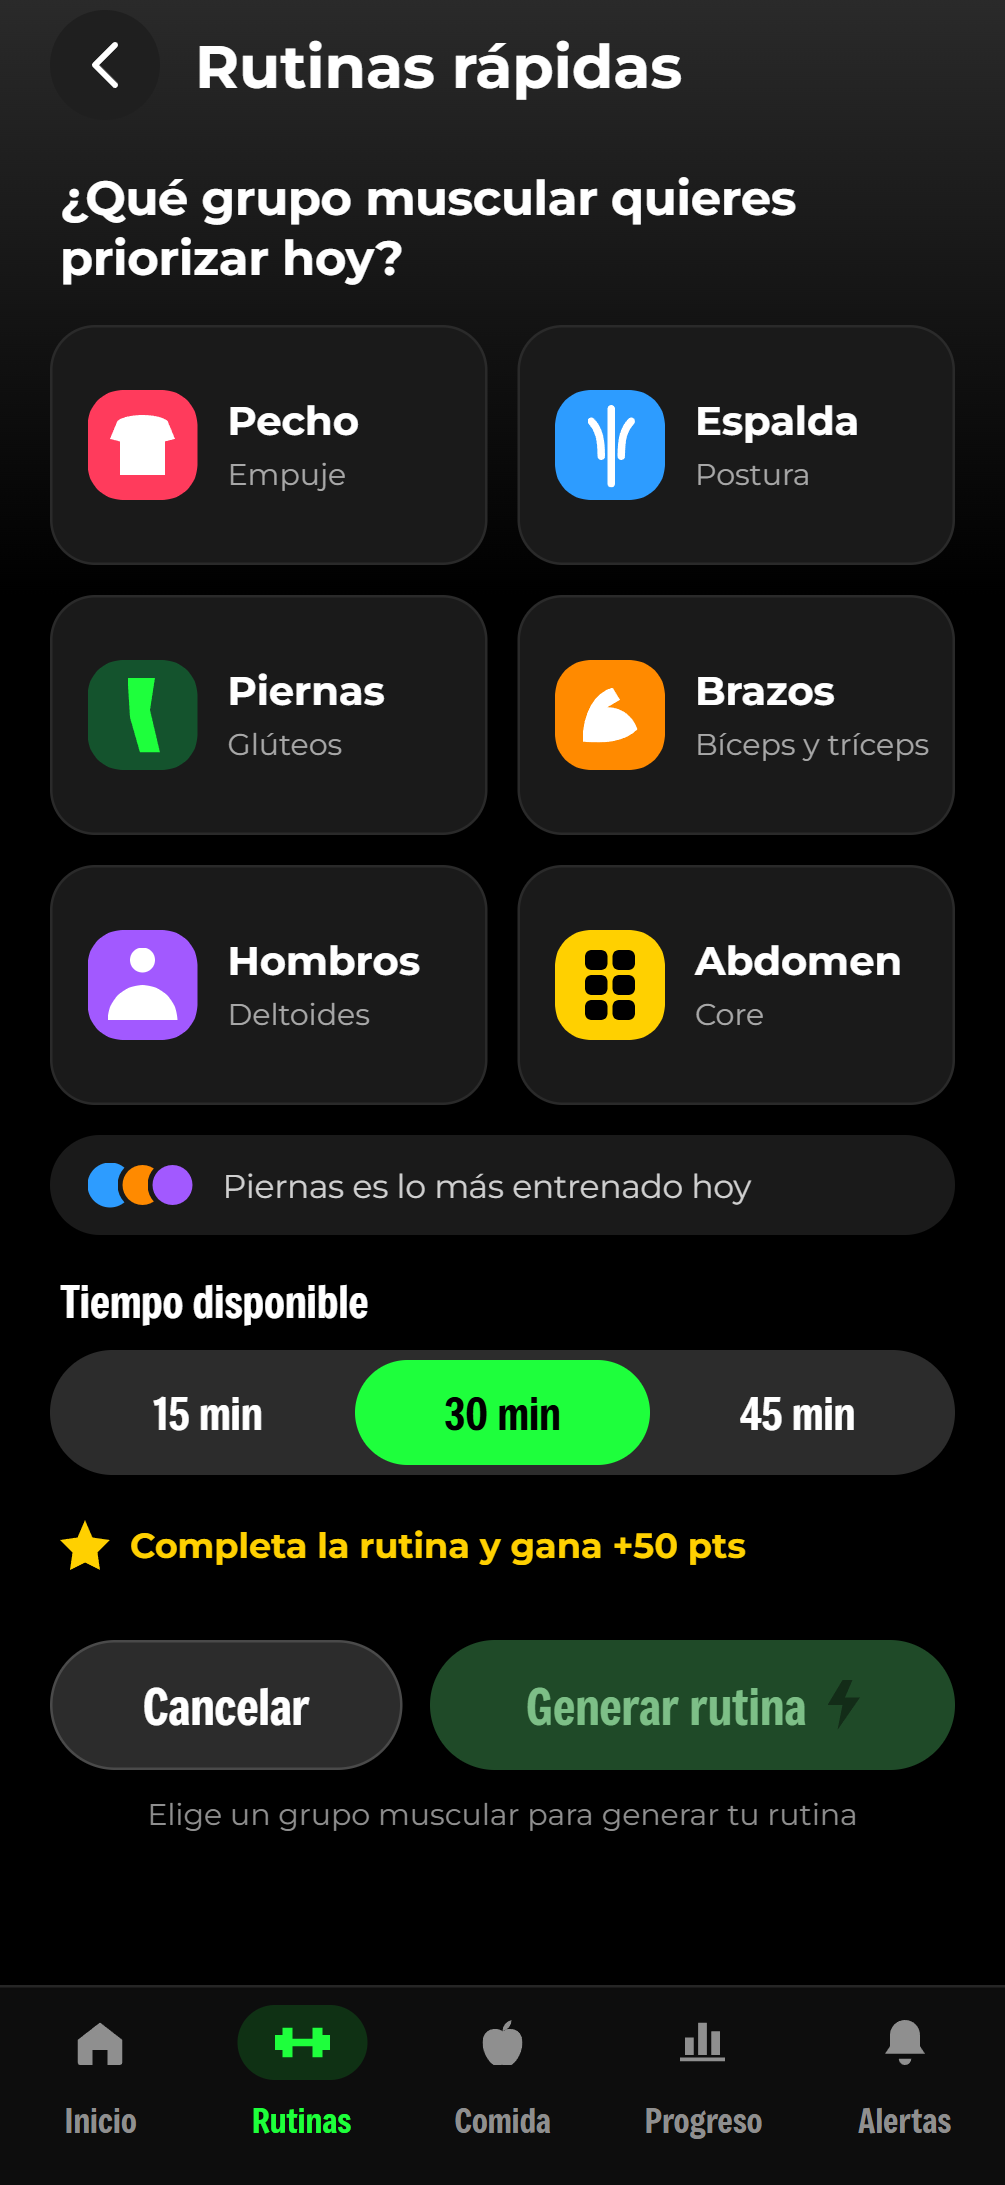 Rutinas rápidas
¿Qué grupo muscular quieres
priorizar hoy?
Pecho
Empuje
Espalda
Postura
Piernas
Glúteos
Brazos
Bíceps y tríceps
Hombros
Deltoides
Abdomen
Core
Piernas es lo más entrenado hoy
Tiempo disponible
15 min
30 min
45 min
Completa la rutina y gana +50 pts
Cancelar
Generar rutina
Elige un grupo muscular para generar tu rutina
Inicio
Rutinas
Comida
Progreso
Alertas